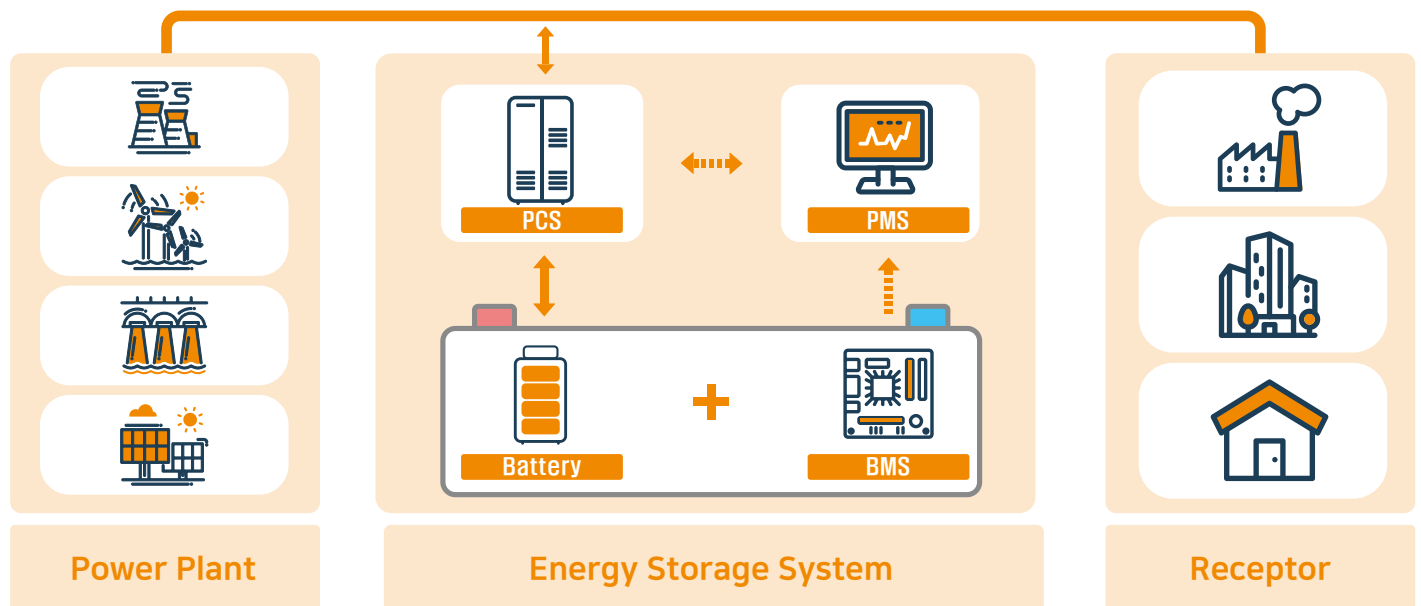 PCS
PMS
Battery
BMS
Power Plant
Energy Storage System
Receptor